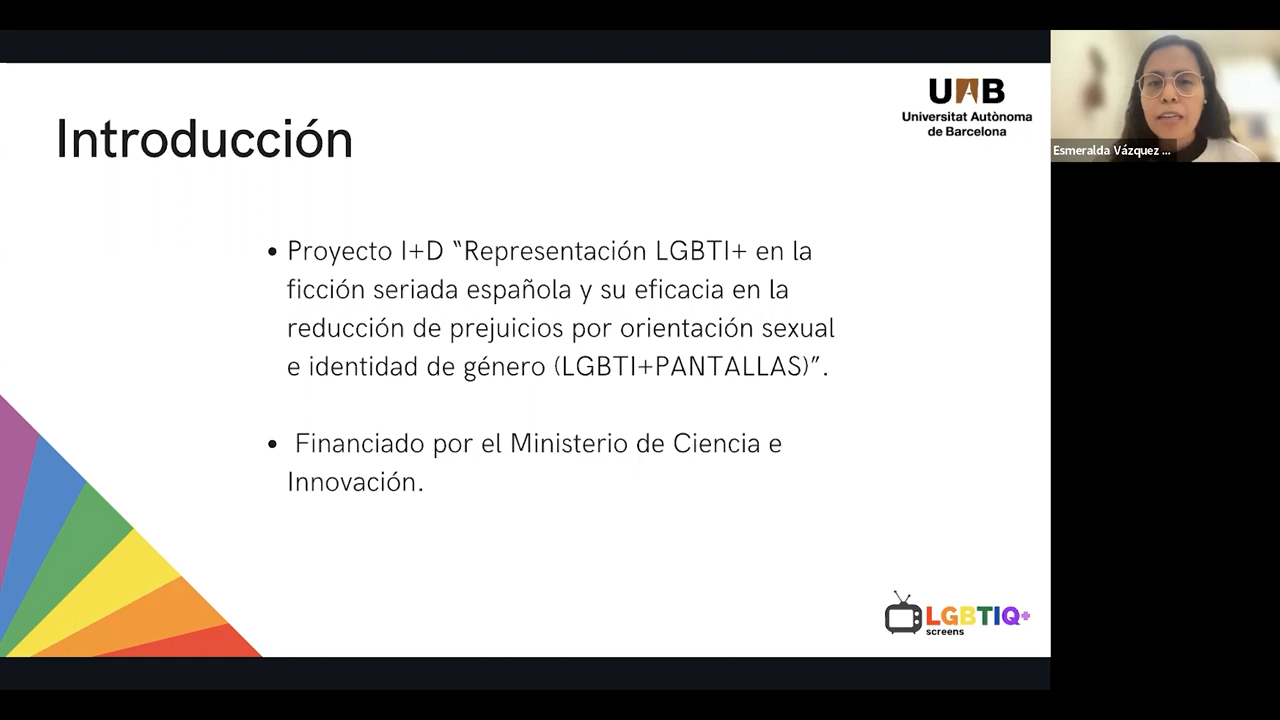 UAB
Universitat Autònoma
de Barcelona
Esmeralda Vázquez ...
Introducción
• Proyecto I+D “Representación LGBTI+ en la
ficción seriada española y su eficacia en la
reducción de prejuicios por orientación sexual
e identidad de género (LGBTI+PANTALLAS)”.
• Financiado por el Ministerio de Ciencia e
Innovación.
LGBTIQ+
screens